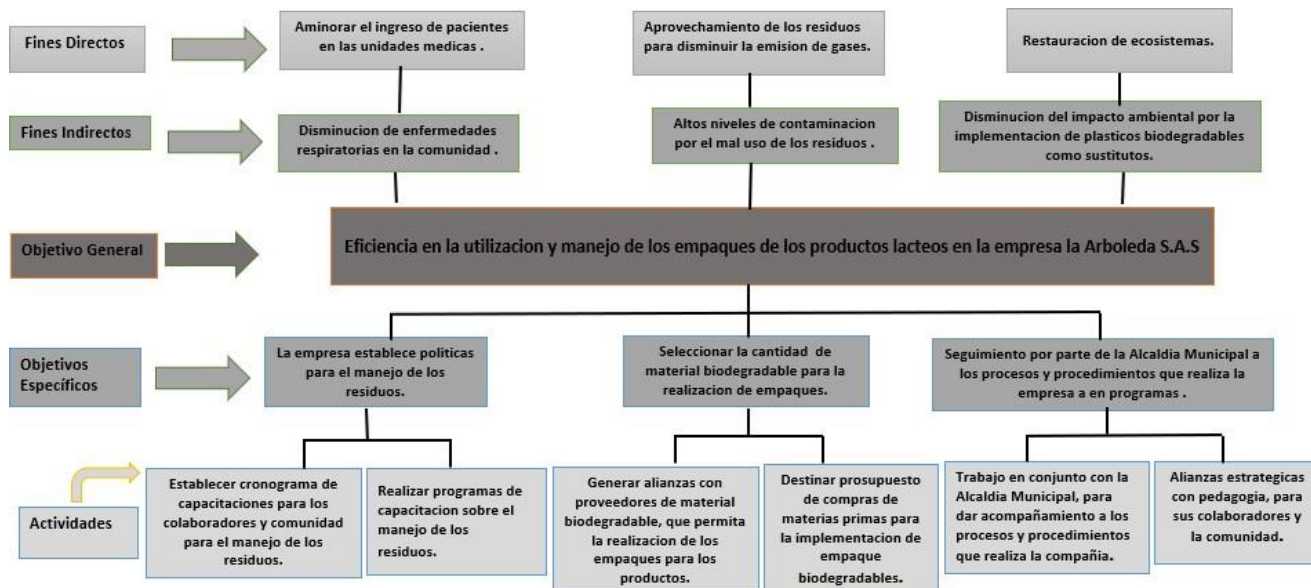 Fines Directos
Aminorar el ingreso de pacientes
en las unidades medicas .
Aprovechamiento de los residuos
para disminuir la emision de gases.
Restauracion de ecosistemas.
Fines Indirectos
Disminucion de enfermedades
respiratorias en la comunidad .
Altos niveles de contaminacion
por el mal uso de los residuos .
Disminucion del impacto ambiental por la
implementacion de plasticos biodegradables
como sustitutos.
Objetivo General
Eficiencia en la utilizacion y manejo de los empaques de los productos lacteos en la empresa la Arboleda S.A.S
Objetivos
Específicos
La empresa establece politicas
para el manejo de los
residuos.
Seleccionar la cantidad de
material biodegradable para la
realizacion de empaques.
Seguimiento por parte de la Alcaldia Municipal a
los procesos y procedimientos que realiza la
empresa a en programas .
Actividades
Establecer cronograma de
capacitaciones para los
colaboradores y comunidad
para el manejo de los
residuos.
Realizar programas de
capacitacion sobre el
manejo de los
residuos.
Generar alianzas con
proveedores de material
biodegradable, que permita
la realizacion de los
empaques para los
productos.
Destinar prosupuesto
de compras de
materias primas para
la implementacion de
empaque
biodegradables.
Trabajo en conjunto con la
Alcaldia Municipal, para
dar acompañamiento a los
procesos y procedimientos
que realiza la compañia.
Alianzas estrategicas
con pedagogia, para
sus colaboradores y
la comunidad.